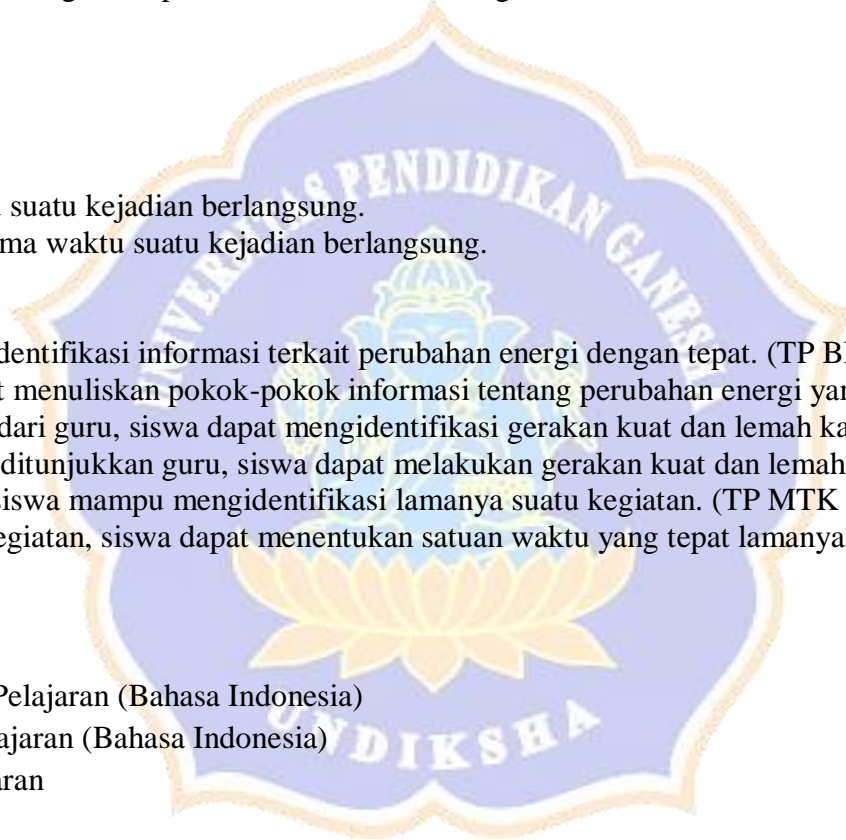 suatu kejadian berlangsung.
ma waktu suatu kejadian berlangsung.
UNIVERSITAS PENDIDIKAN GANESHA
dentifikasi informasi terkait perubahan energi dengan tepat. (TP B
menuliskan pokok-pokok informasi tentang perubahan energi yan
dari guru, siswa dapat mengidentifikasi gerakan kuat dan lemah ka
ditunjukkan guru, siswa dapat melakukan gerakan kuat dan lemah
siswa mampu mengidentifikasi lamanya suatu kegiatan. (TP MTK
egiatan, siswa dapat menentukan satuan waktu yang tepat lamanya
Pelajaran (Bahasa Indonesia)
ajaran (Bahasa Indonesia)
aran
UNDIKSHA